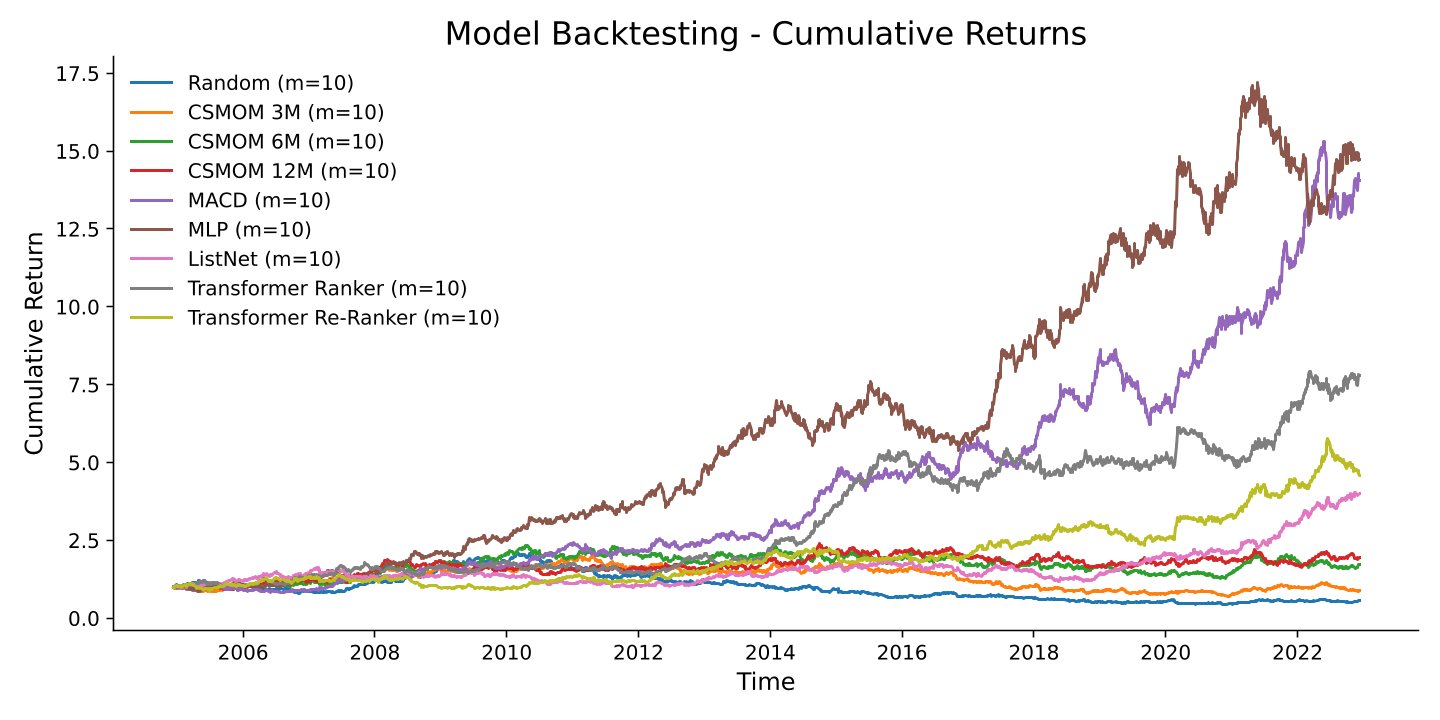 Model Backtesting - Cumulative Returns
17.5
15.0
12.5
10.0
7.5
5.0
2.5
0.0
Cumulative Return
Random (m=10)
CSMOM 3M (m=10)
CSMOM 6M (m=10)
CSMOM 12M (m=10)
MACD (m=10)
MLP (m=10)
ListNet (m=10)
Transformer Ranker (m=10)
Transformer Re-Ranker (m=10)
2006 2008 2010 2012 2014 2016 2018 2020 2022
Time